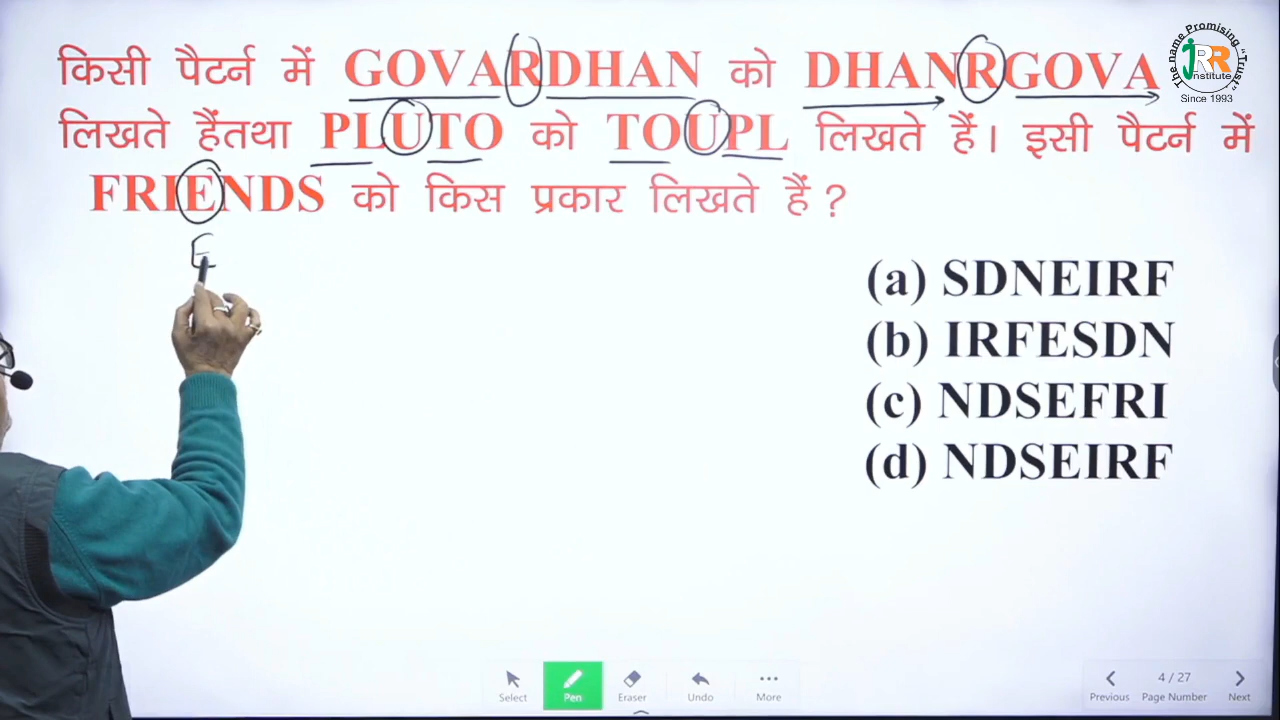 किसी पैटर्न में GOVARDHAN को DHANRGOVA
लिखते हैंतथा PLUTO को TOUPL लिखते हैं। इसी पैटर्न में
FRIENDS को किस प्रकार लिखते हैं ?
E
(a) SDNEIRF
(b) IRFESDN
(c) NDSEFRI
(d) NDSEIRF
The name Promising "Trust"
JRR
institute
Since 1993
Select
Pen
Eraser
Undo
More
Previous
4 / 27
Page Number
Next